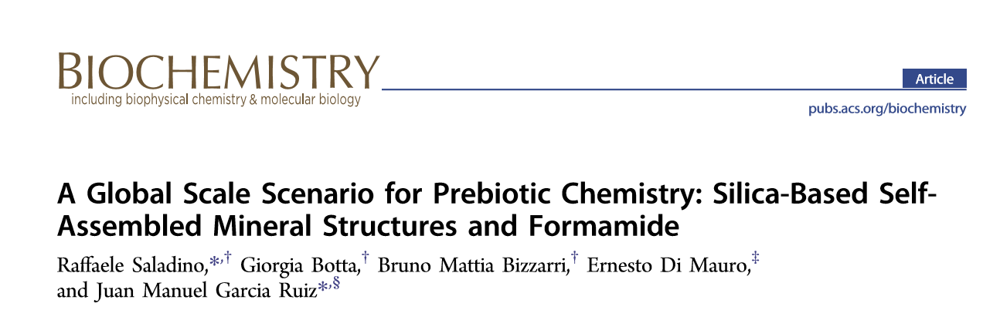 BIOCHEMISTRY
including biophysical chemistry & molecular biology
Article
pubs.acs.org/biochemistry
A Global Scale Scenario for Prebiotic Chemistry: Silica-Based Self-
Assembled Mineral Structures and Formamide
Raffaele Saladino,*,† Giorgia Botta,† Bruno Mattia Bizzarri,† Ernesto Di Mauro,‡
and Juan Manuel Garcia Ruiz*,§